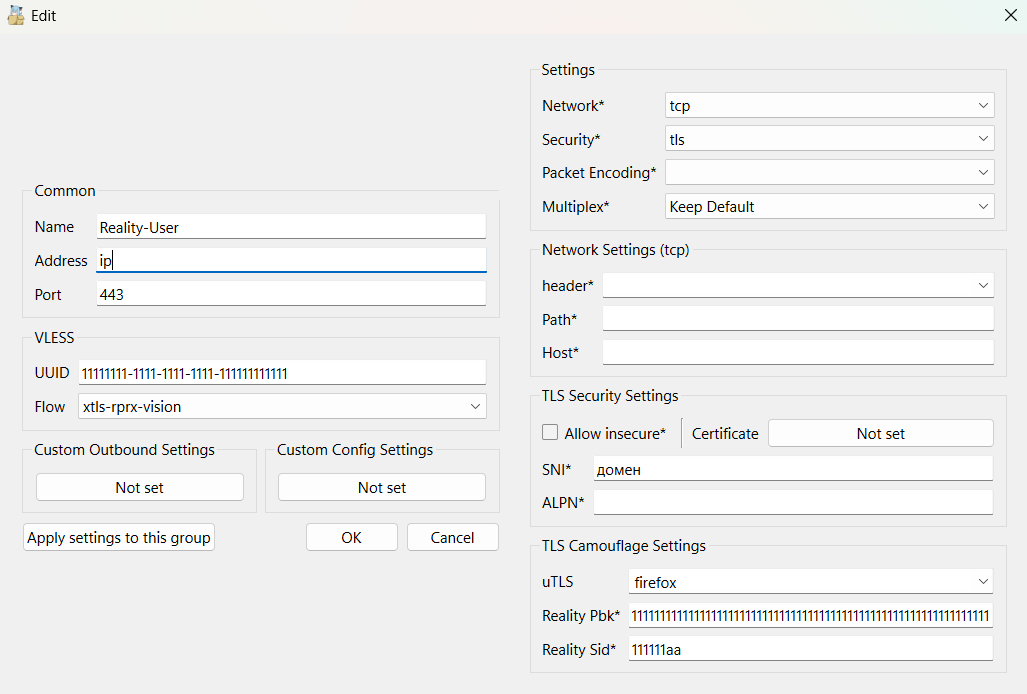 Edit
Common
Name Reality-User
Address ip
Port 443
VLESS
UUID 11111111-1111-1111-1111-111111111111
Flow xtls-rprx-vision
Custom Outbound Settings
Not set
Custom Config Settings
Not set
Apply settings to this group
OK
Cancel
Settings
Network* tcp
Security* tls
Packet Encoding*
Multiplex* Keep Default
Network Settings (tcp)
header*
Path*
Host*
TLS Security Settings
Allow insecure* Certificate Not set
SNI* домен
ALPN*
TLS Camouflage Settings
uTLS firefox
Reality Pbk*
Reality Sid* 111111aa